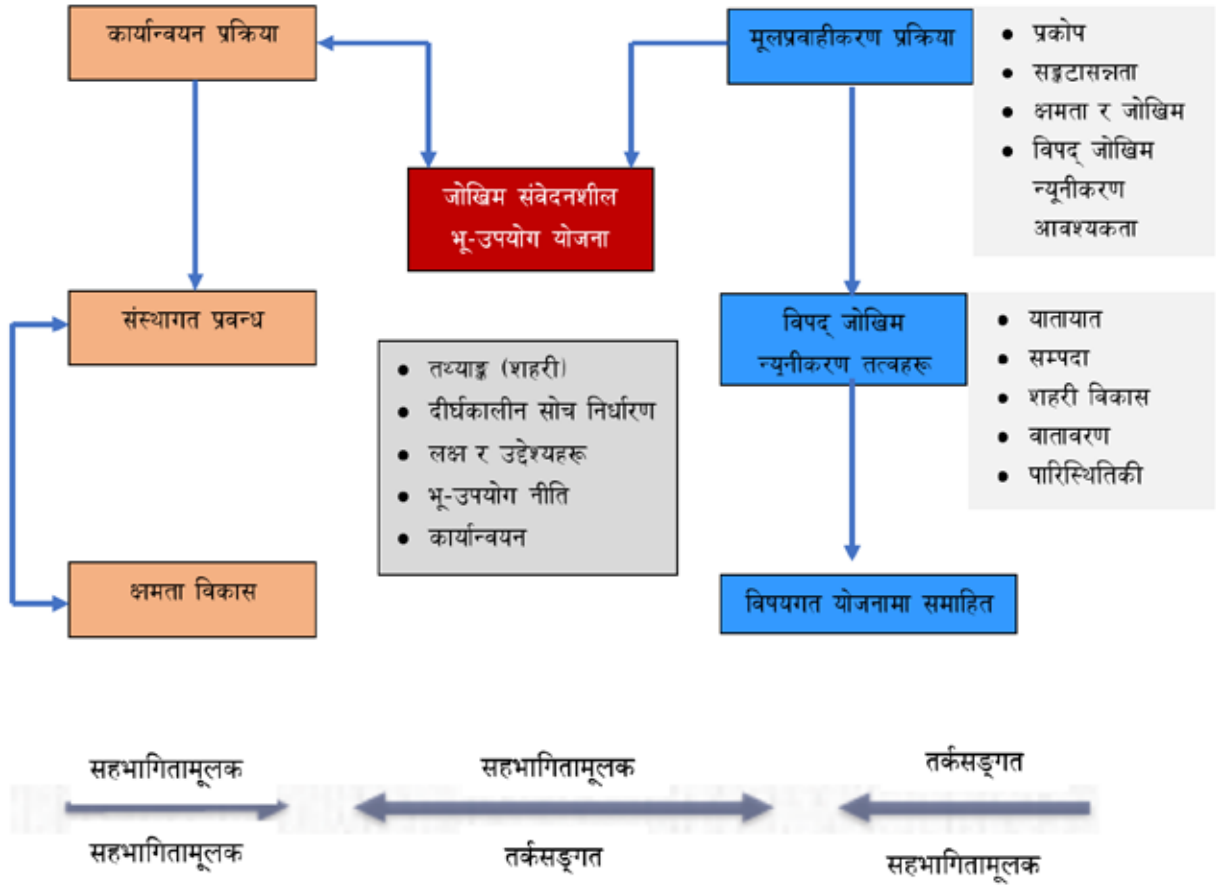 कार्यान्वयन प्रक्रिया
मूलप्रवाहीकरण प्रक्रिया
• प्रकोप
• सङ्कटासन्नता
• क्षमता र जोखिम
• विपद् जोखिम
न्यूनीकरण
आवश्यकता
जोखिम संवेदनशील
भू-उपयोग योजना
संस्थागत प्रवन्ध
विपद् जोखिम
न्यूनीकरण तत्वहरू
• यातायात
• सम्पदा
• शहरी विकास
• वातावरण
• पारिस्थितिकी
• तथ्याङ्क (शहरी)
• दीर्घकालीन सोच निर्धारण
• लक्ष र उद्देश्यहरू
• भू-उपयोग नीति
• कार्यान्वयन
क्षमता विकास
विषयगत योजनामा समाहित
सहभागितामूलक
सहभागितामूलक
तर्कसङ्गत
सहभागितामूलक
तर्कसङ्गत
सहभागितामूलक